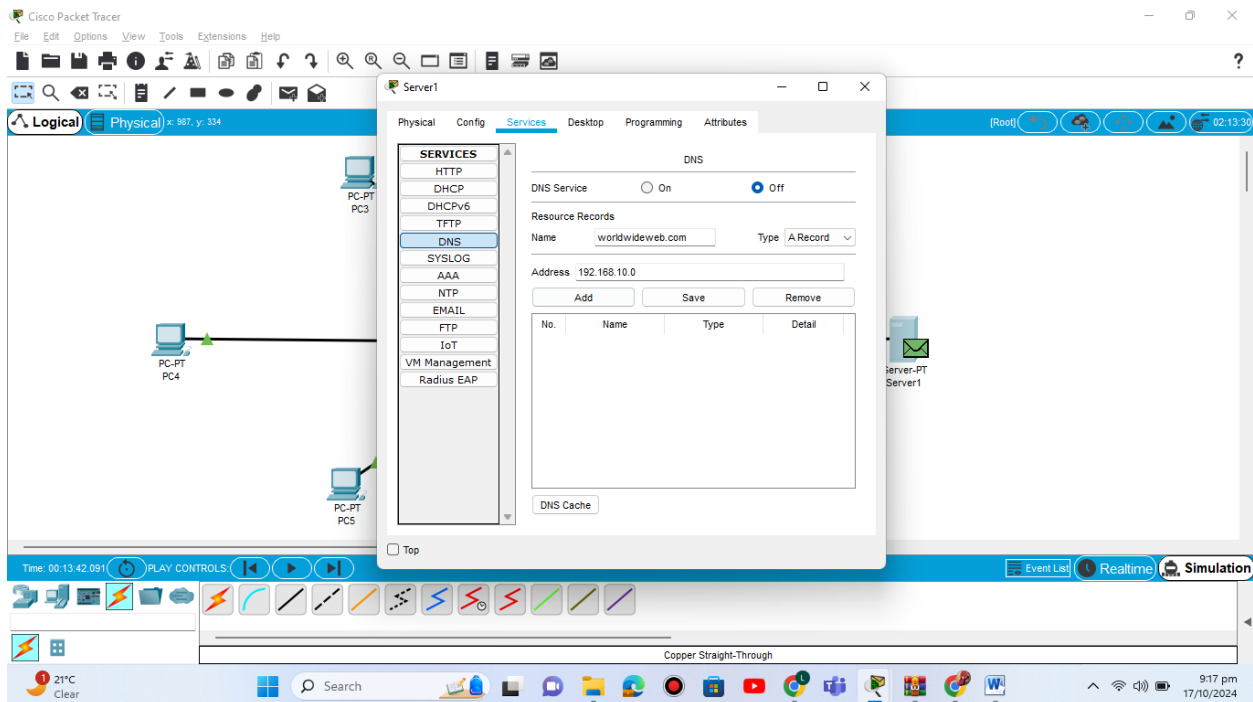 Cisco Packet Tracer
File Edit Options View Tools Extensions Help
?
Logical Physical x: 987, y: 334
[Root] 02:13:30
PC-PT
PC3
PC-PT
PC4
PC-PT
PC5
Server1
Physical Config Services Desktop Programming Attributes
SERVICES
HTTP
DHCP
DHCPv6
TFTP
DNS
SYSLOG
AAA
NTP
EMAIL
FTP
IoT
VM Management
Radius EAP
DNS
DNS Service On Off
Resource Records
Name worldwideweb.com Type A Record
Address 192.168.10.0
Add Save Remove
No. Name Type Detail
DNS Cache
Top
Server-PT
Server1
Time: 00:13:42.091 PLAY CONTROLS: Event List Realtime Simulation
Copper Straight-Through
1 21°C
Clear
Search
9:17 pm
17/10/2024